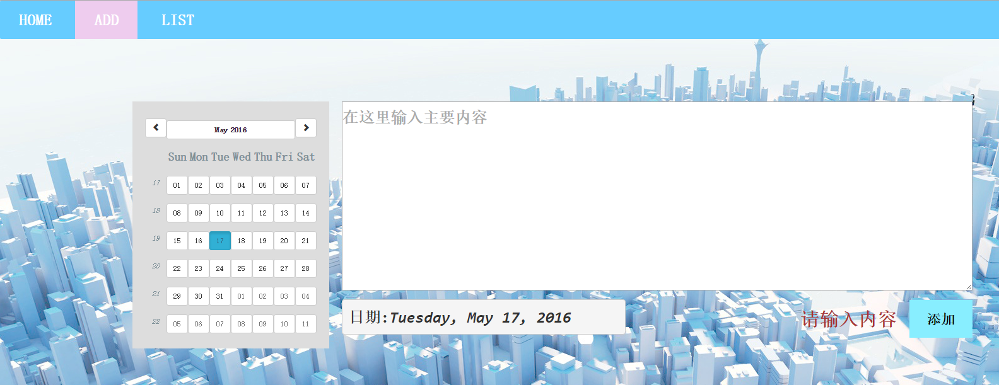 HOME ADD LIST
May 2016
Sun Mon Tue Wed Thu Fri Sat
17 01 02 03 04 05 06 07
18 08 09 10 11 12 13 14
19 15 16 17 18 19 20 21
20 22 23 24 25 26 27 28
21 29 30 31 01 02 03 04
22 05 06 07 08 09 10 11
在这里输入主要内容
日期:Tuesday, May 17, 2016
请输入内容
添加